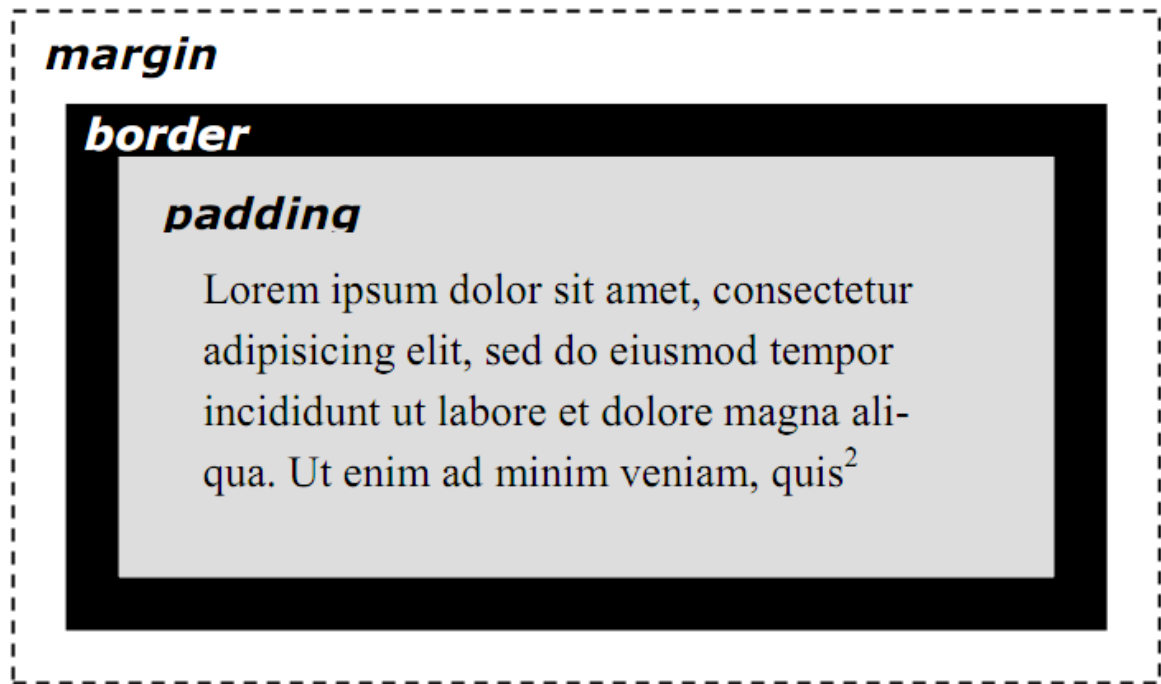 margin
border
padding
Lorem ipsum dolor sit amet, consectetur
adipisicing elit, sed do eiusmod tempor
incididunt ut labore et dolore magna ali-
qua. Ut enim ad minim veniam, quis²